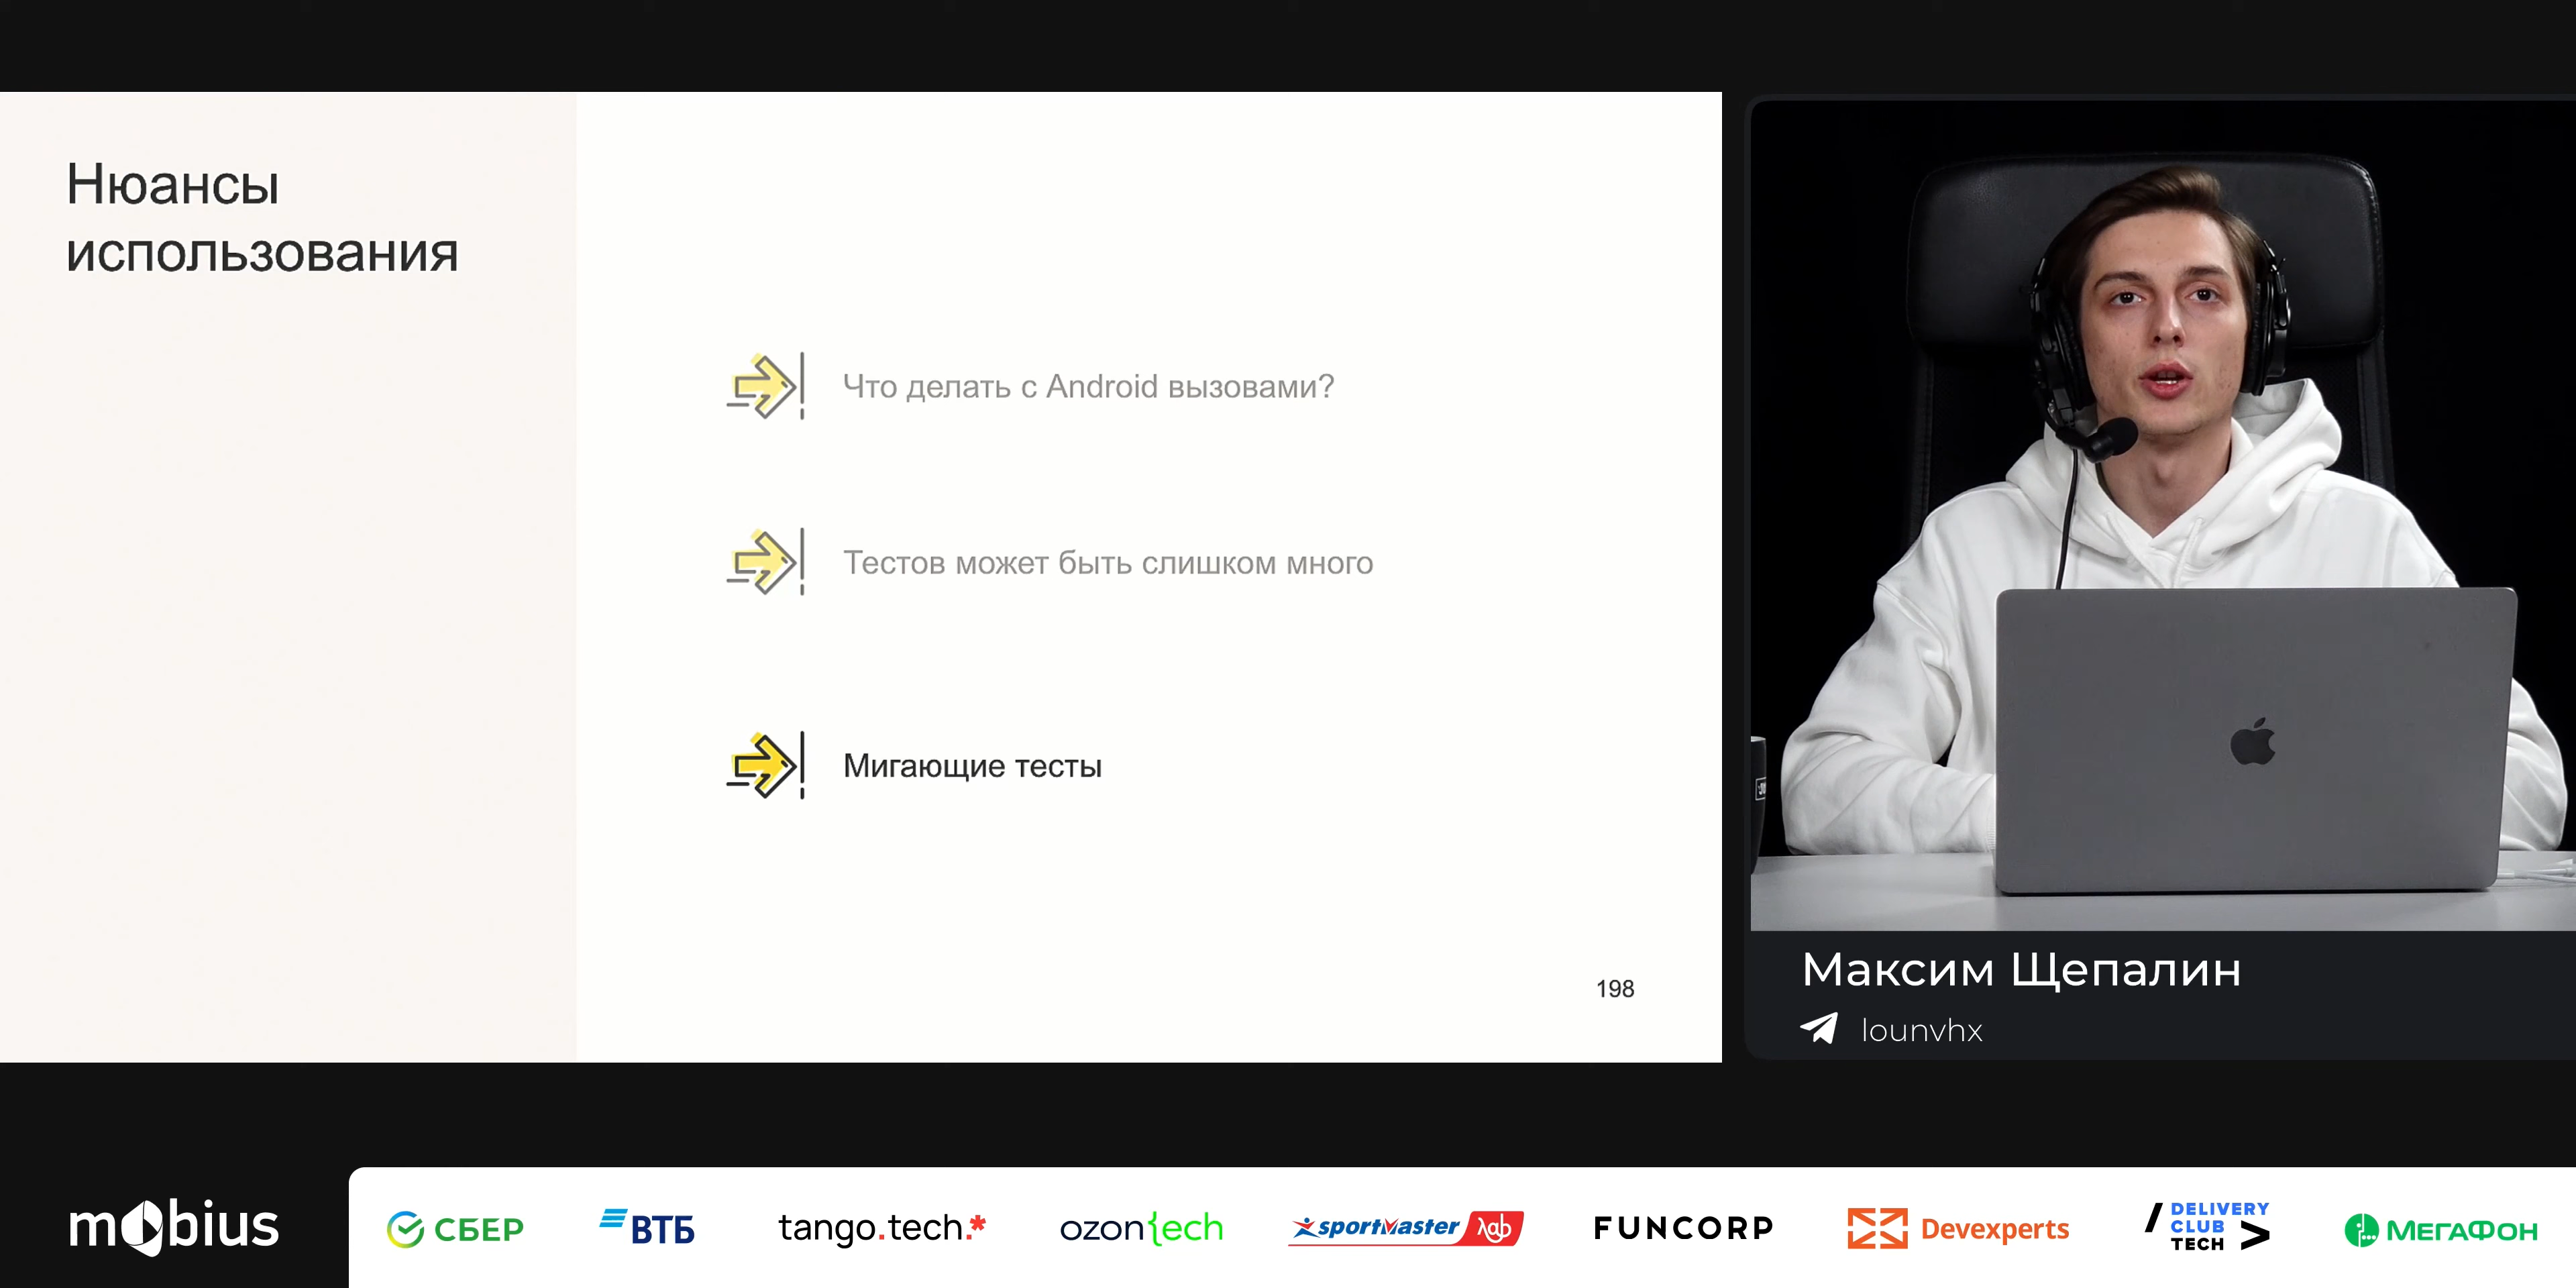 Нюансы
использования
Что делать с Android вызовами?
Тестов может быть слишком много
Мигающие тесты
198
Максим Щепалин
lounvhx
mobius
СБЕР
ВТБ
tango.tech.*
ozon{ech
sportmaster lab
FUNCORP
Devexperts
/ DELIVERY
CLUB
TECH >
МЕГАФОН